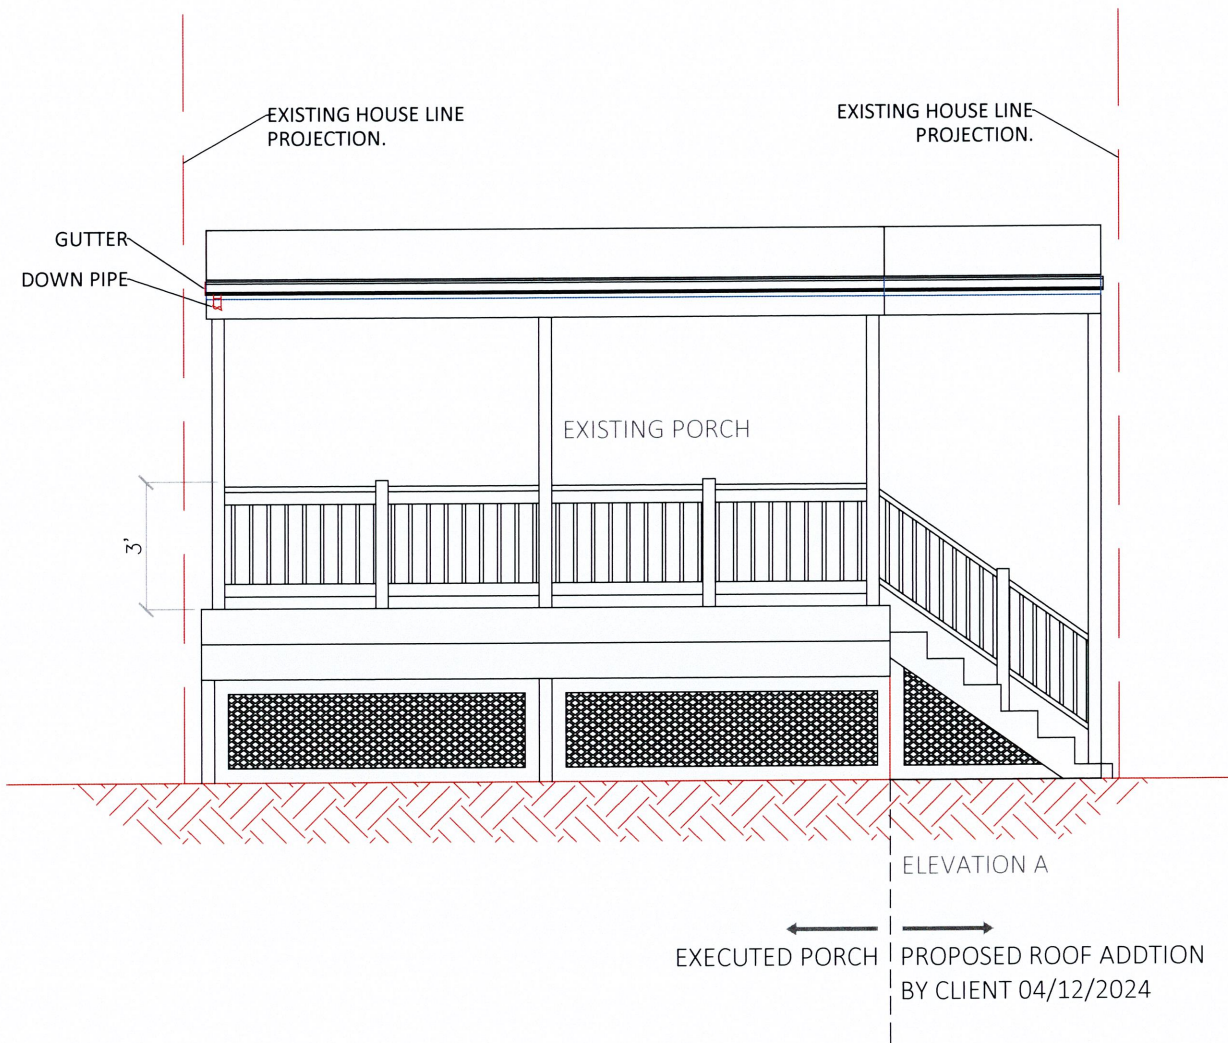 EXISTING HOUSE LINE
PROJECTION.
EXISTING HOUSE LINE
PROJECTION.
GUTTER
DOWN PIPE
EXISTING PORCH
3'
ELEVATION A
EXECUTED PORCH
PROPOSED ROOF ADDTION
BY CLIENT 04/12/2024